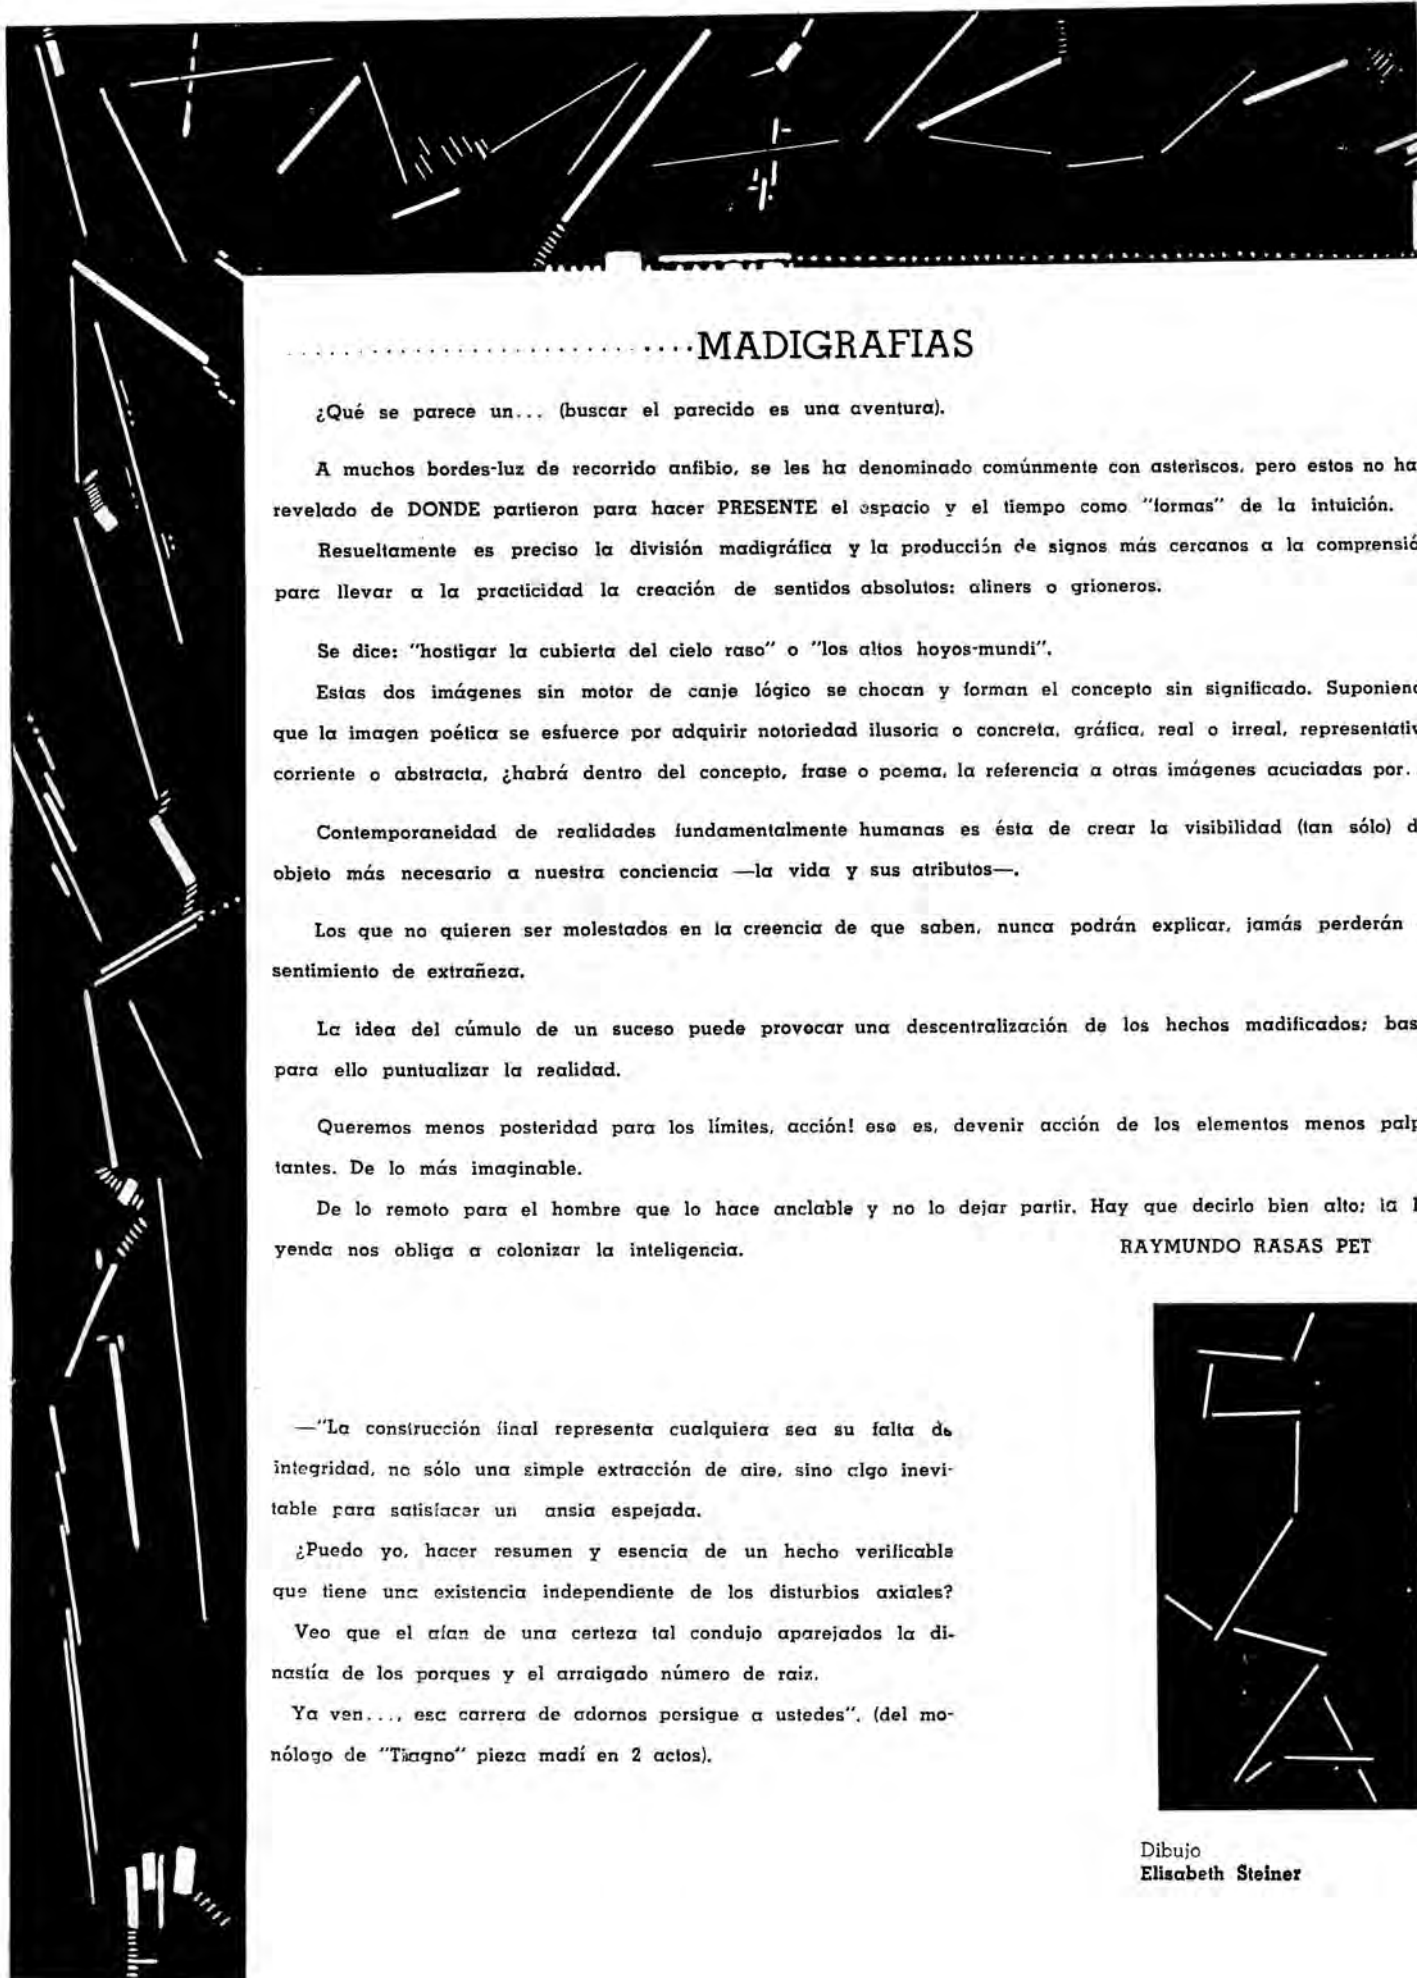 MADIGRAFIAS
¿Qué se parece un... (buscar el parecido es una aventura).
A muchos bordes-luz de recorrido anfibio, se les ha denominado comúnmente con asteriscos, pero estos no ha
revelado de DONDE partieron para hacer PRESENTE el espacio y el tiempo como "formas" de la intuición.
Resueltamente es preciso la división madigráfica y la producción de signos más cercanos a la comprensió
para llevar a la practicidad la creación de sentidos absolutos: aliners o grioneros.
Se dice: "hostigar la cubierta del cielo raso" o "los altos hoyos-mundi".
Estas dos imágenes sin motor de canje lógico se chocan y forman el concepto sin significado. Suponiend
que la imagen poética se esfuerce por adquirir notoriedad ilusoria o concreta, gráfica, real o irreal, representativ
corriente o abstracta, ¿habrá dentro del concepto, frase o poema, la referencia a otras imágenes acuciadas por.
Contemporaneidad de realidades fundamentalmente humanas es ésta de crear la visibilidad (tan sólo) d
objeto más necesario a nuestra conciencia —la vida y sus atributos—.
Los que no quieren ser molestados en la creencia de que saben, nunca podrán explicar, jamás perderán
sentimiento de extrañeza.
La idea del cúmulo de un suceso puede provocar una descentralización de los hechos madificados; bas
para ello puntualizar la realidad.
Queremos menos posteridad para los límites, acción! eso es, devenir acción de los elementos menos palp
tantes. De lo más imaginable.
De lo remoto para el hombre que lo hace anclable y no lo dejar partir. Hay que decirlo bien alto: la l
yenda nos obliga a colonizar la inteligencia.
RAYMUNDO RASAS PET
—"La construcción final representa cualquiera sea su falta de
integridad, no sólo una simple extracción de aire, sino algo inevi-
table para satisfacer un ansia espejada.
¿Puedo yo, hacer resumen y esencia de un hecho verificable
que tiene una existencia independiente de los disturbios axiales?
Veo que el afan de una certeza tal condujo aparejados la di-
nastía de los porques y el arraigado número de raiz.
Ya ven..., esa carrera de adornos persigue a ustedes". (del mo-
nólogo de pieza madí en 2 actos).
Dibujo
Elisabeth Steiner